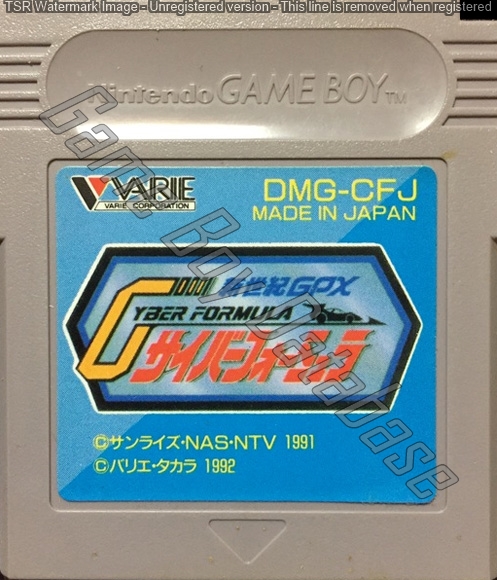 TSR Watermark Image - Unregistered version - This line is removed when registered
Nintendo GAME BOY TM
VARIE
VARIE CORPORATION
DMG-CFJ
MADE IN JAPAN
新世紀GPX
CYBER FORMULA
サイバーフォーミュラ
©サンライズ・NAS・NTV 1991
©バリエ・タカラ 1992
Game Boy Database